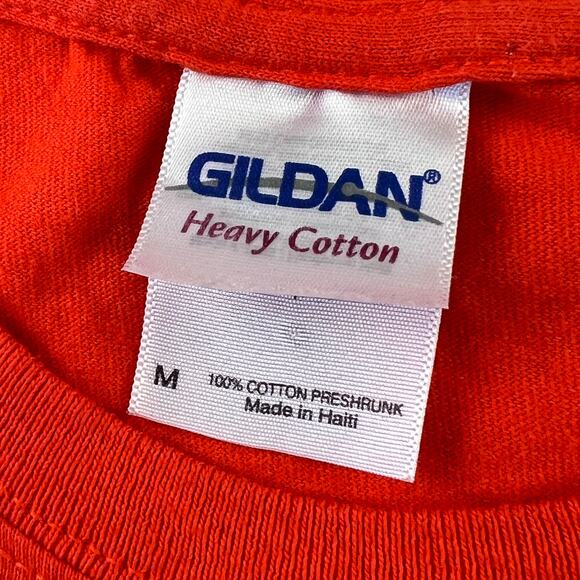 GILDAN®
Heavy Cotton
M 100% COTTON PRESHRUNK
Made in Haiti